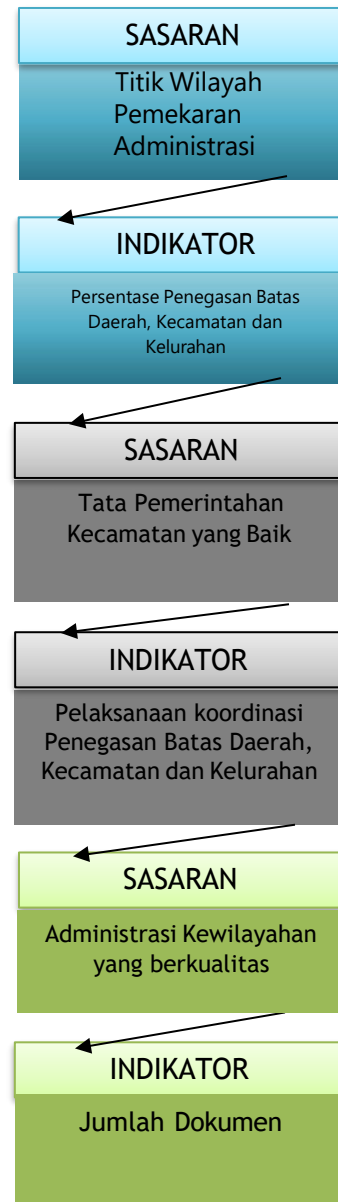 SASARAN
Titik Wilayah
Pemekaran
Administrasi
INDIKATOR
Persentase Penegasan Batas
Daerah, Kecamatan dan
Kelurahan
SASARAN
Tata Pemerintahan
Kecamatan yang Baik
INDIKATOR
Pelaksanaan koordinasi
Penegasan Batas Daerah,
Kecamatan dan Kelurahan
SASARAN
Administrasi Kewilayahan
yang berkualitas
INDIKATOR
Jumlah Dokumen